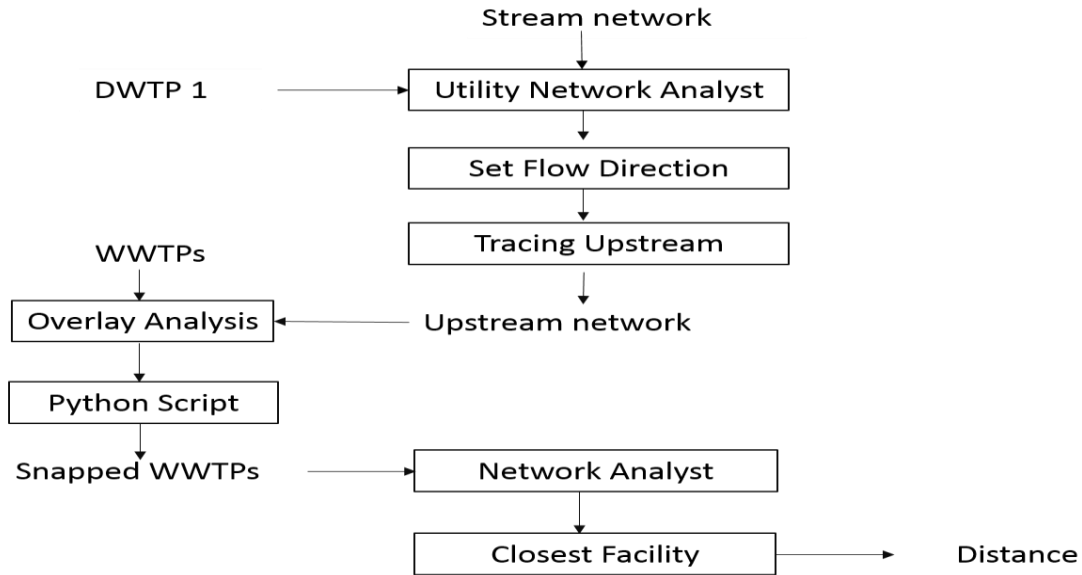 Stream network
DWTP 1
Utility Network Analyst
Set Flow Direction
Tracing Upstream
WWTPs
Overlay Analysis
Upstream network
Python Script
Snapped WWTPs
Network Analyst
Closest Facility
Distance